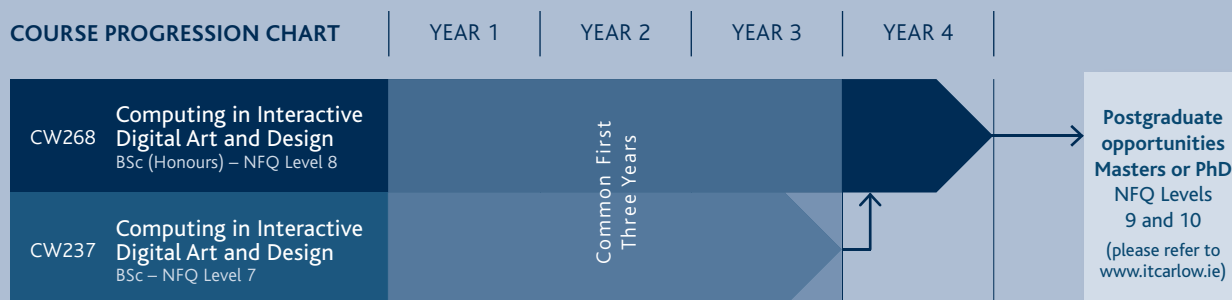 COURSE PROGRESSION CHART
YEAR 1
YEAR 2
YEAR 3
YEAR 4
CW268
Computing in Interactive
Digital Art and Design
BSc (Honours) – NFQ Level 8
CW237
Computing in Interactive
Digital Art and Design
BSc – NFQ Level 7
Common First
Three Years
Postgraduate
opportunities
Masters or PhD
NFQ Levels
9 and 10
(please refer to
www.itcarlow.ie)